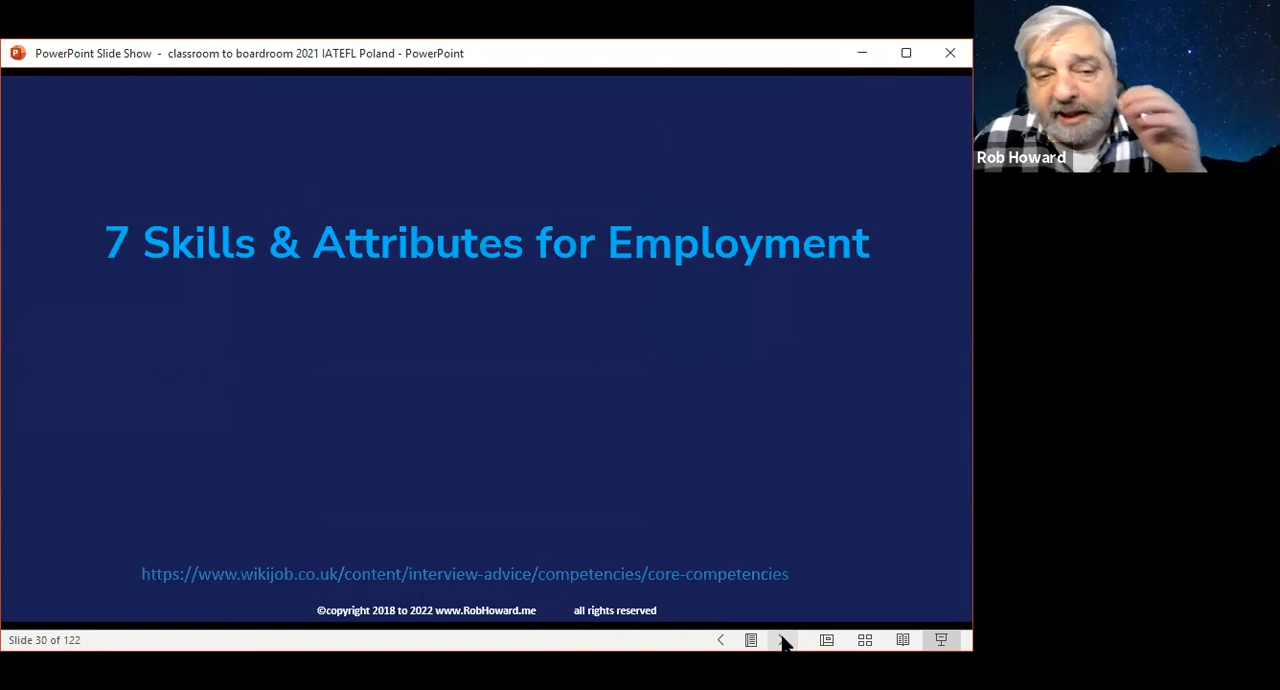 PowerPoint Slide Show - classroom to boardroom 2021 IATEFL Poland - PowerPoint
Rob Howard
7 Skills & Attributes for Employment
https://www.wikijob.co.uk/content/interview-advice/competencies/core-competencies
©copyright 2018 to 2022 www.RobHoward.me all rights reserved
Slide 30 of 122